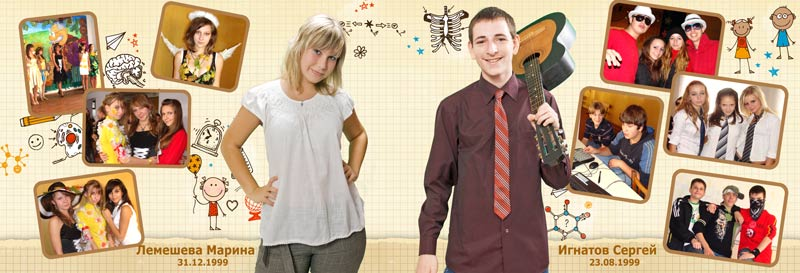 Лемешева Марина
31.12.1999
Игнатов Сергей
23.08.1999